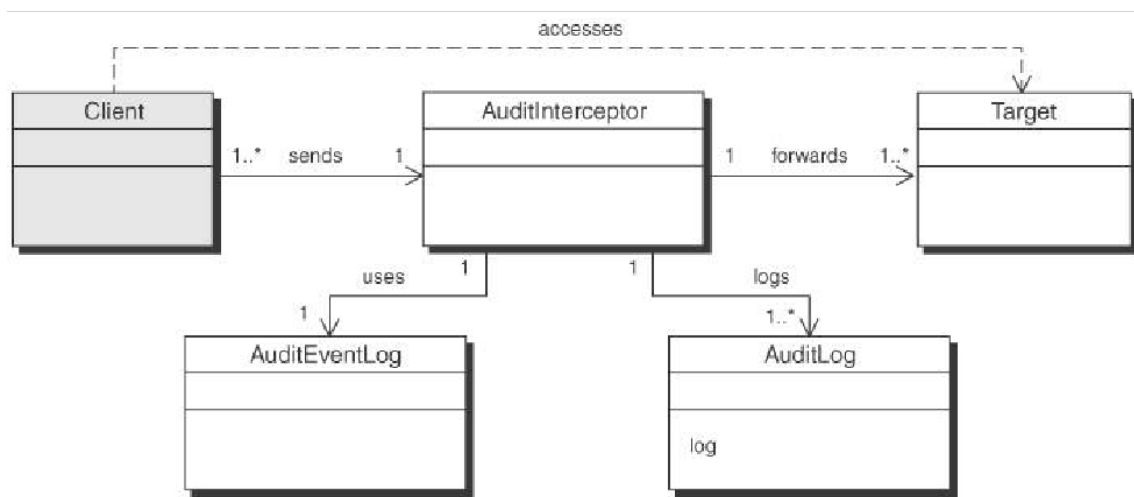 accesses
Client
AuditInterceptor
Target
1..* sends 1
1 forwards 1..*
1
1
uses
logs
1
1..*
AuditEventLog
AuditLog
log